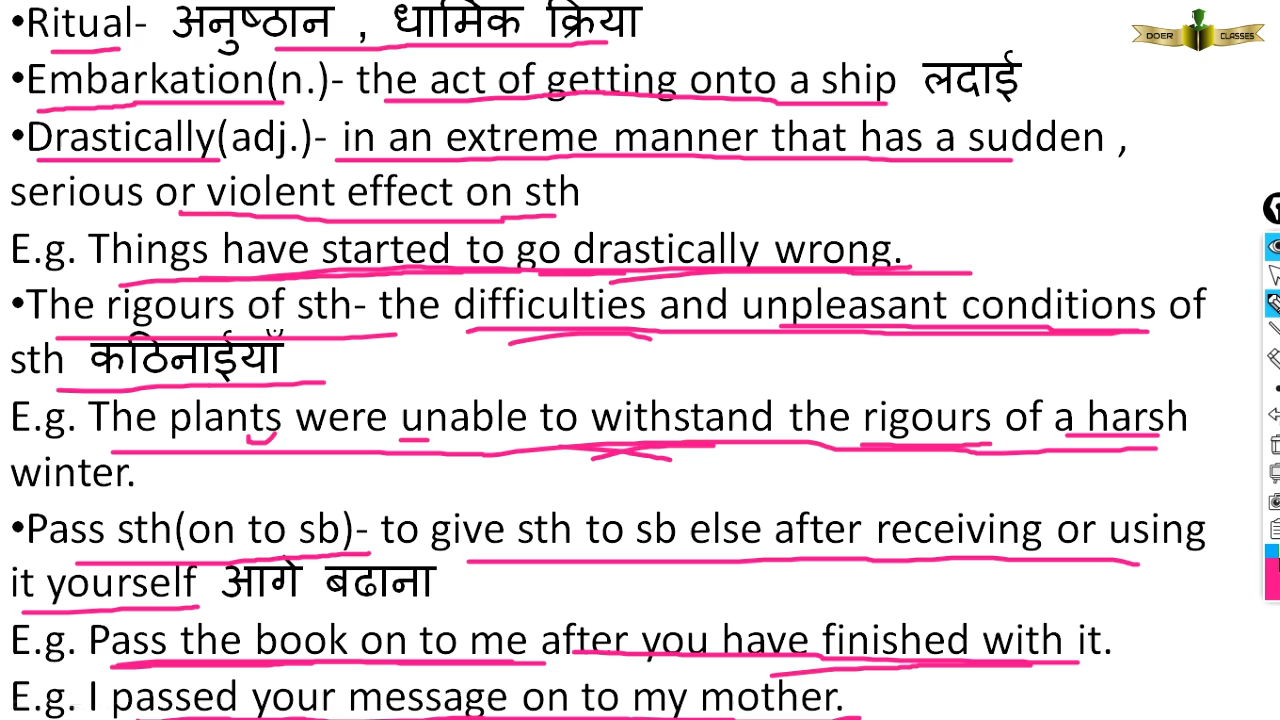 •Ritual- अनुष्ठान , धार्मिक क्रिया
•Embarkation(n.)- the act of getting onto a ship लदाई
•Drastically(adj.)- in an extreme manner that has a sudden ,
serious or violent effect on sth
E.g. Things have started to go drastically wrong.
•The rigours of sth- the difficulties and unpleasant conditions of
sth कठिनाईयाँ
E.g. The plants were unable to withstand the rigours of a harsh
winter.
•Pass sth(on to sb)- to give sth to sb else after receiving or using
it yourself आगे बढाना
E.g. Pass the book on to me after you have finished with it.
E.g. I passed your message on to my mother.
DOER CLASSES